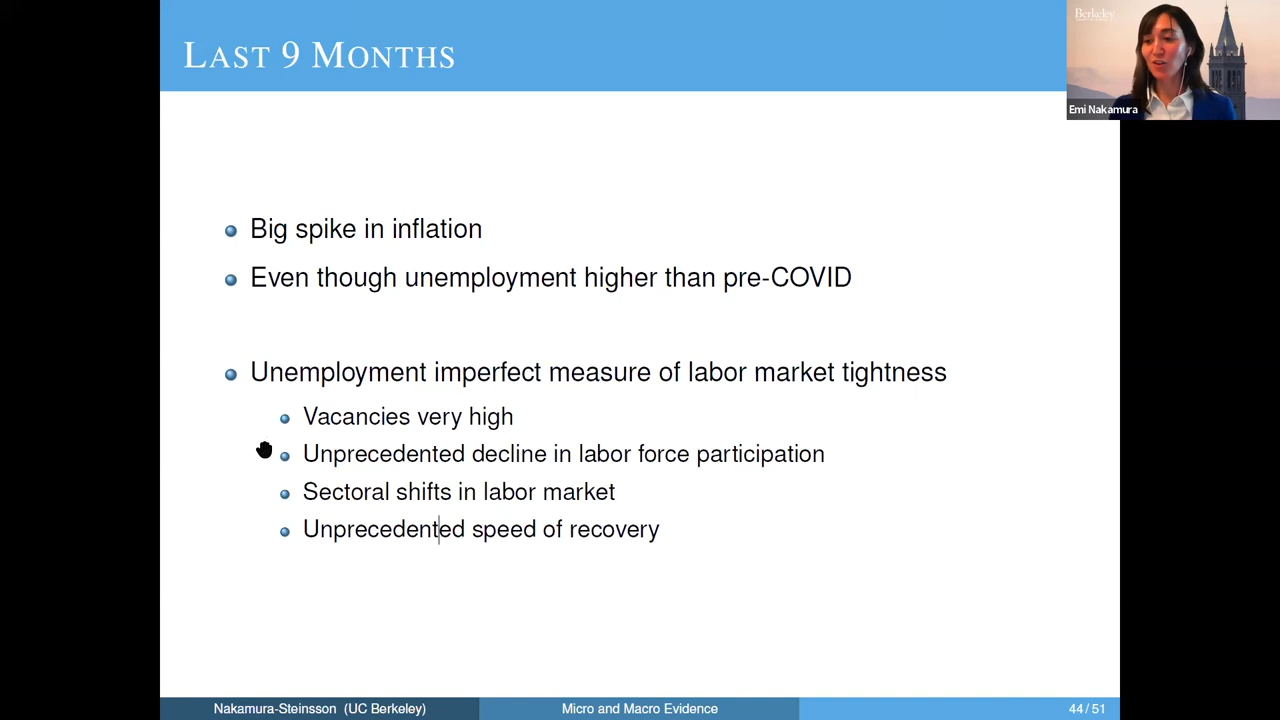 LAST 9 MONTHS
Berkeley
Emi Nakamura
Big spike in inflation
Even though unemployment higher than pre-COVID
Unemployment imperfect measure of labor market tightness
Vacancies very high
Unprecedented decline in labor force participation
Sectoral shifts in labor market
Unprecedented speed of recovery
Nakamura-Steinsson (UC Berkeley)
Micro and Macro Evidence
44 / 51